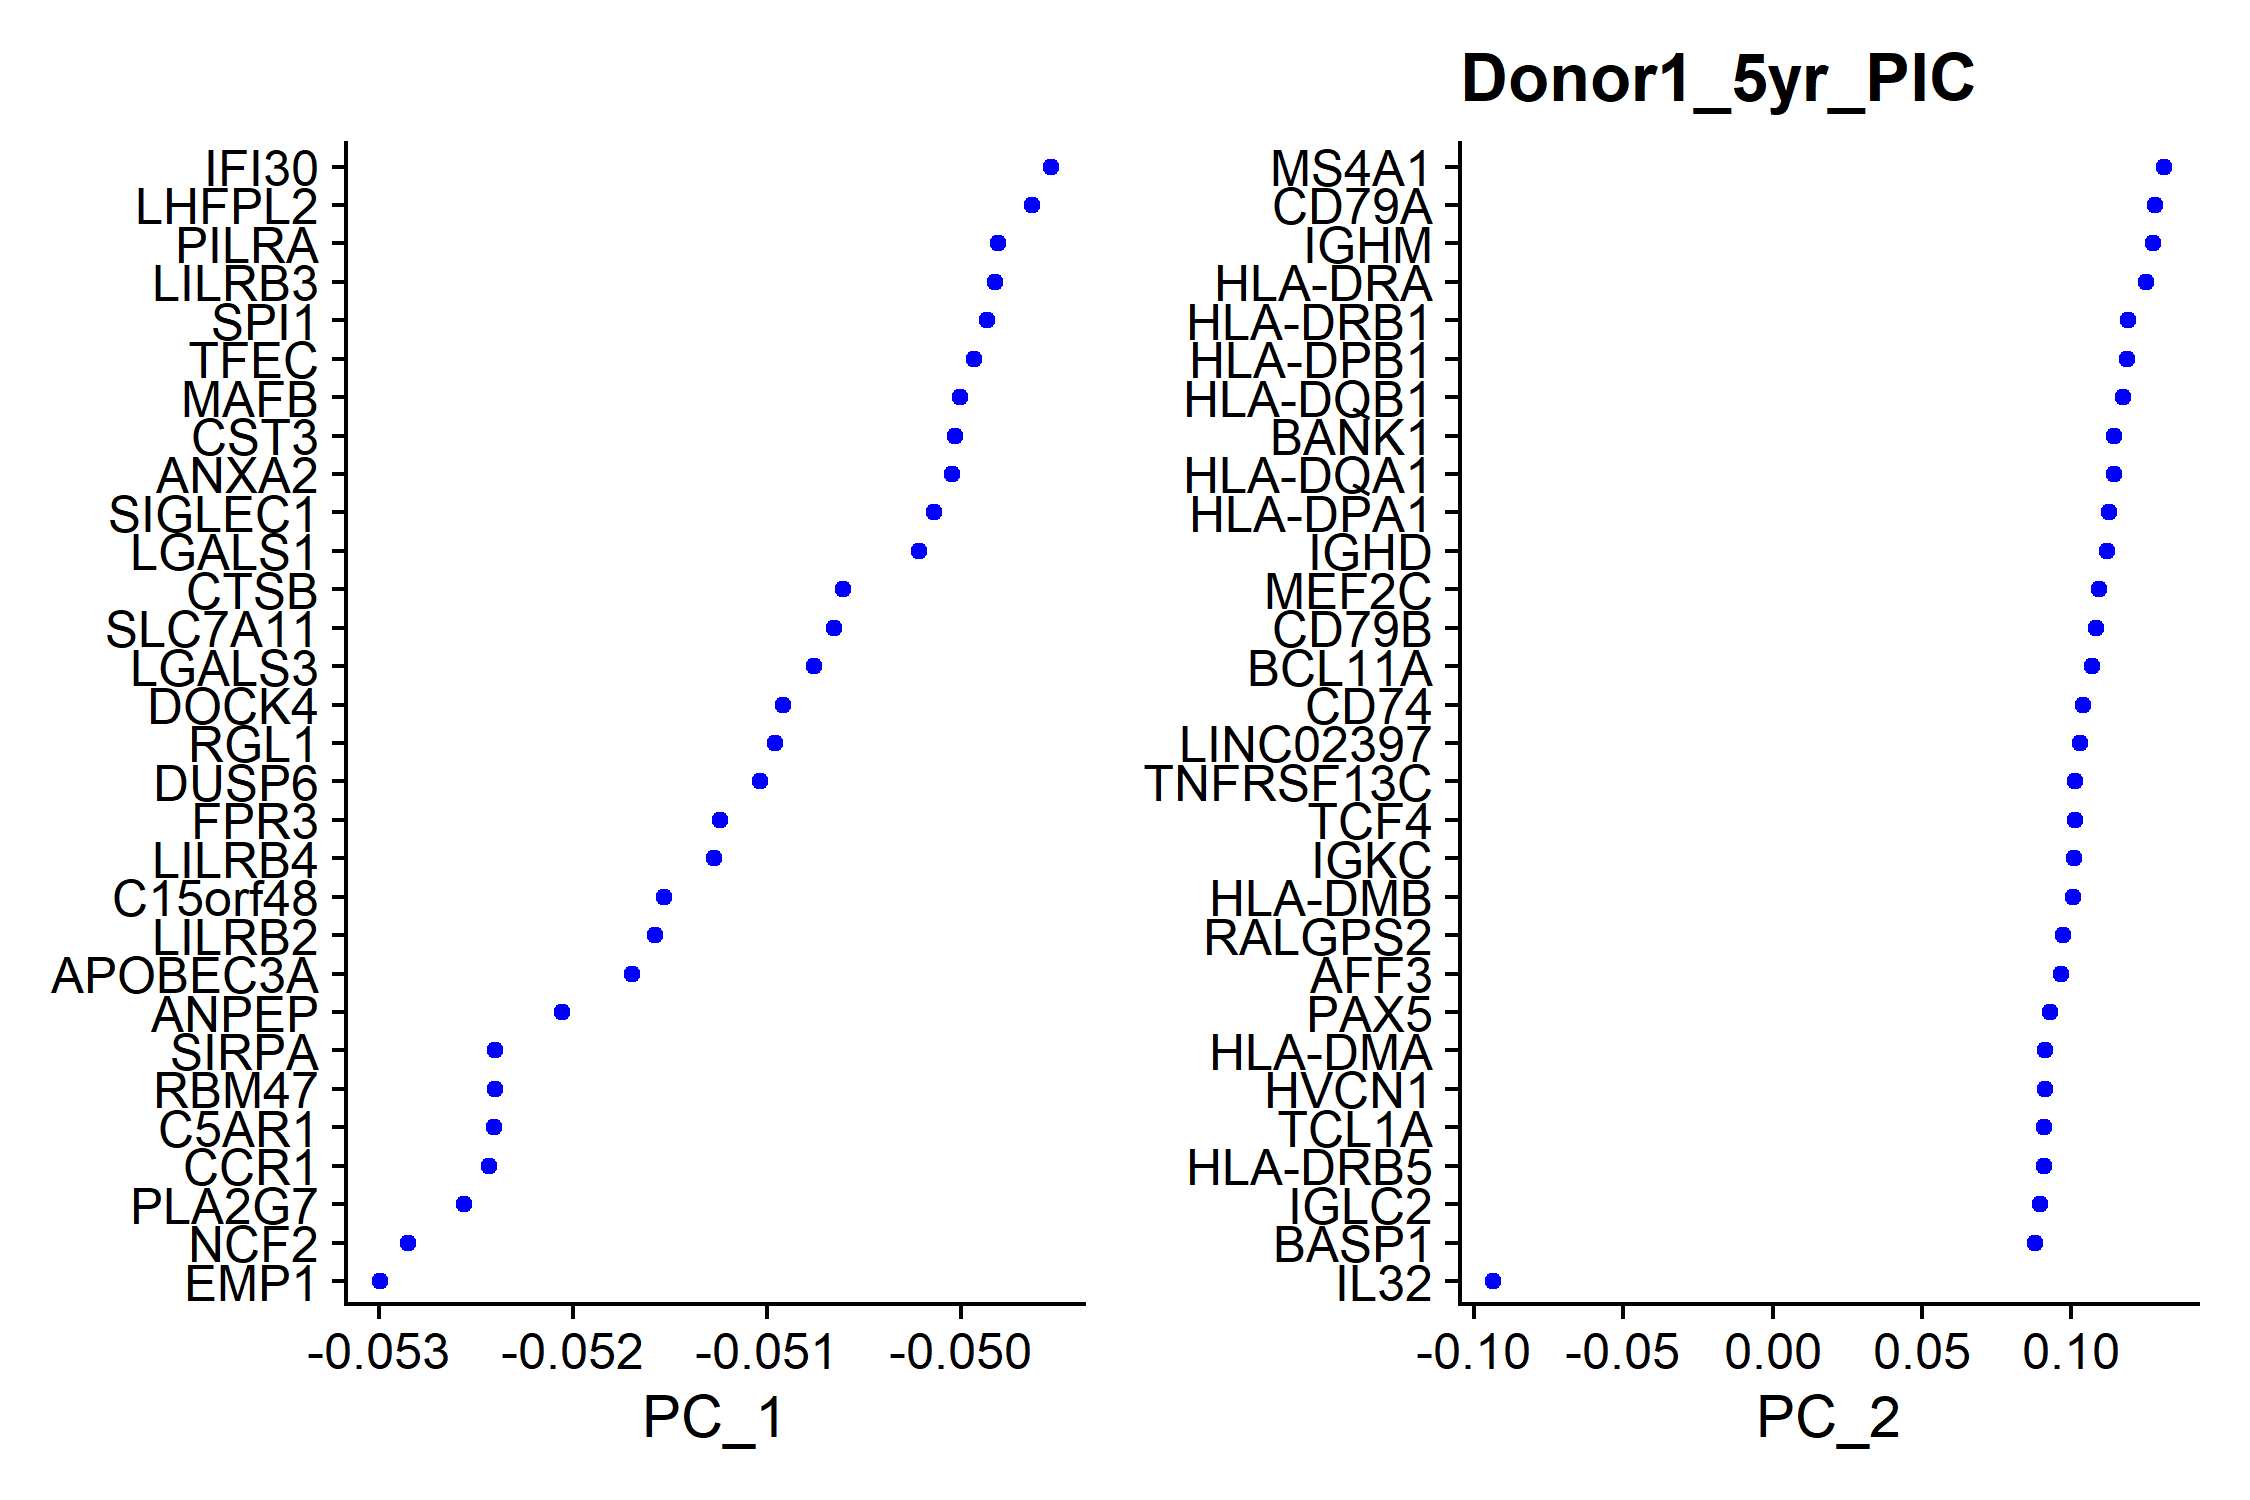 Donor1_5yr_PIC
IFI30
LHFPL2
PILRA
LILRB3
SPI1
TFEC
MAFB
CST3
ANXA2
SIGLEC1
LGALS1
CTSB
SLC7A11
LGALS3
DOCK4
RGL1
DUSP6
FPR3
LILRB4
C15orf48
LILRB2
APOBEC3A
ANPEP
SIRPA
RBM47
C5AR1
CCR1
PLA2G7
NCF2
EMP1
-0.053 -0.052 -0.051 -0.050
PC_1
MS4A1
CD79A
IGHM
HLA-DRA
HLA-DRB1
HLA-DPB1
HLA-DQB1
BANK1
HLA-DQA1
HLA-DPA1
IGHD
MEF2C
CD79B
BCL11A
CD74
LINC02397
TNFRSF13C
TCF4
IGKC
HLA-DMB
RALGPS2
AFF3
PAX5
HLA-DMA
HVCN1
TCL1A
HLA-DRB5
IGLC2
BASP1
IL32
-0.10 -0.05 0.00 0.05 0.10
PC_2